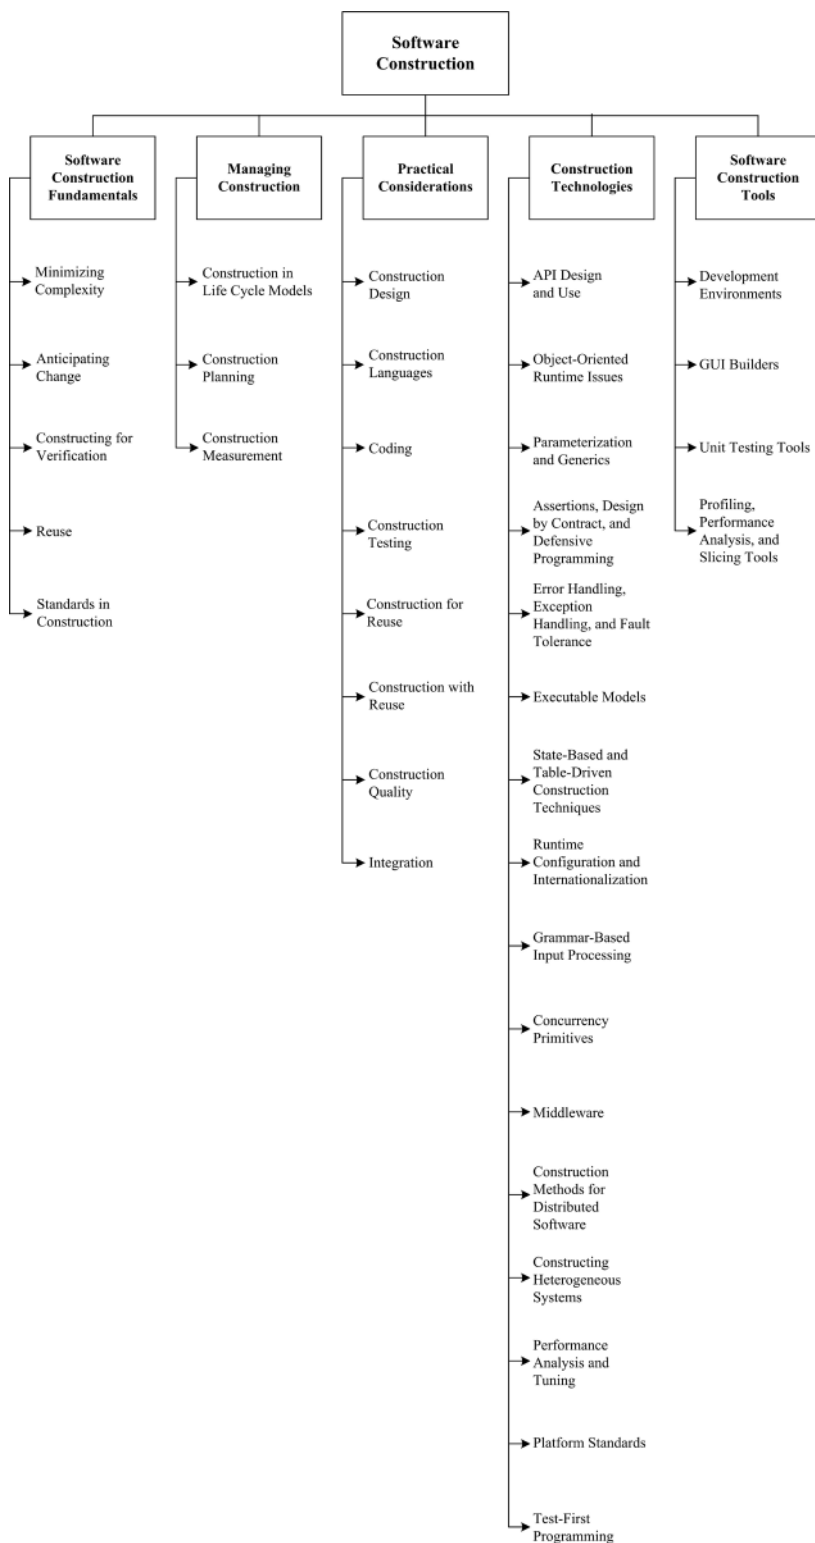 Software
Construction
Software
Construction
Fundamentals
Managing
Construction
Practical
Considerations
Construction
Technologies
Software
Construction
Tools
Minimizing
Complexity
Anticipating
Change
Constructing for
Verification
Reuse
Standards in
Construction
Construction in
Life Cycle Models
Construction
Planning
Construction
Measurement
Construction
Design
Construction
Languages
Coding
Construction
Testing
Construction for
Reuse
Construction with
Reuse
Construction
Quality
Integration
API Design
and Use
Object-Oriented
Runtime Issues
Parameterization
and Generics
Assertions, Design
by Contract, and
Defensive
Programming
Error Handling,
Exception
Handling, and Fault
Tolerance
Executable Models
State-Based and
Table-Driven
Construction
Techniques
Runtime
Configuration and
Internationalization
Grammar-Based
Input Processing
Concurrency
Primitives
Middleware
Construction
Methods for
Distributed
Software
Constructing
Heterogeneous
Systems
Performance
Analysis and
Tuning
Platform Standards
Test-First
Programming
Development
Environments
GUI Builders
Unit Testing Tools
Profiling,
Performance
Analysis, and
Slicing Tools